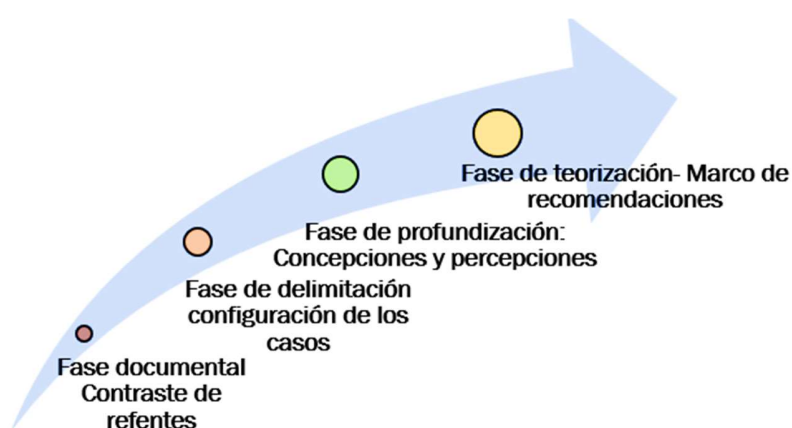 Fase documental
Contraste de
refentes
Fase de delimitación
configuración de los
casos
Fase de profundización:
Concepciones y percepciones
Fase de teorización- Marco de
recomendaciones